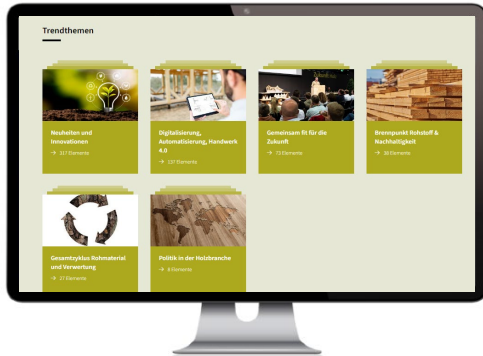 Trendthemen
Neuheiten und
Innovationen
→ 317 Elemente
Digitalisierung,
Automatisierung, Handwerk
4.0
→ 137 Elemente
Gemeinsam fit für die
Zukunft
→ 73 Elemente
Brennpunkt Rohstoff &
Nachhaltigkeit
→ 38 Elemente
Gesamtzyklus Rohmaterial
und Verwertung
→ 27 Elemente
Politik in der Holzbranche
→ 8 Elemente